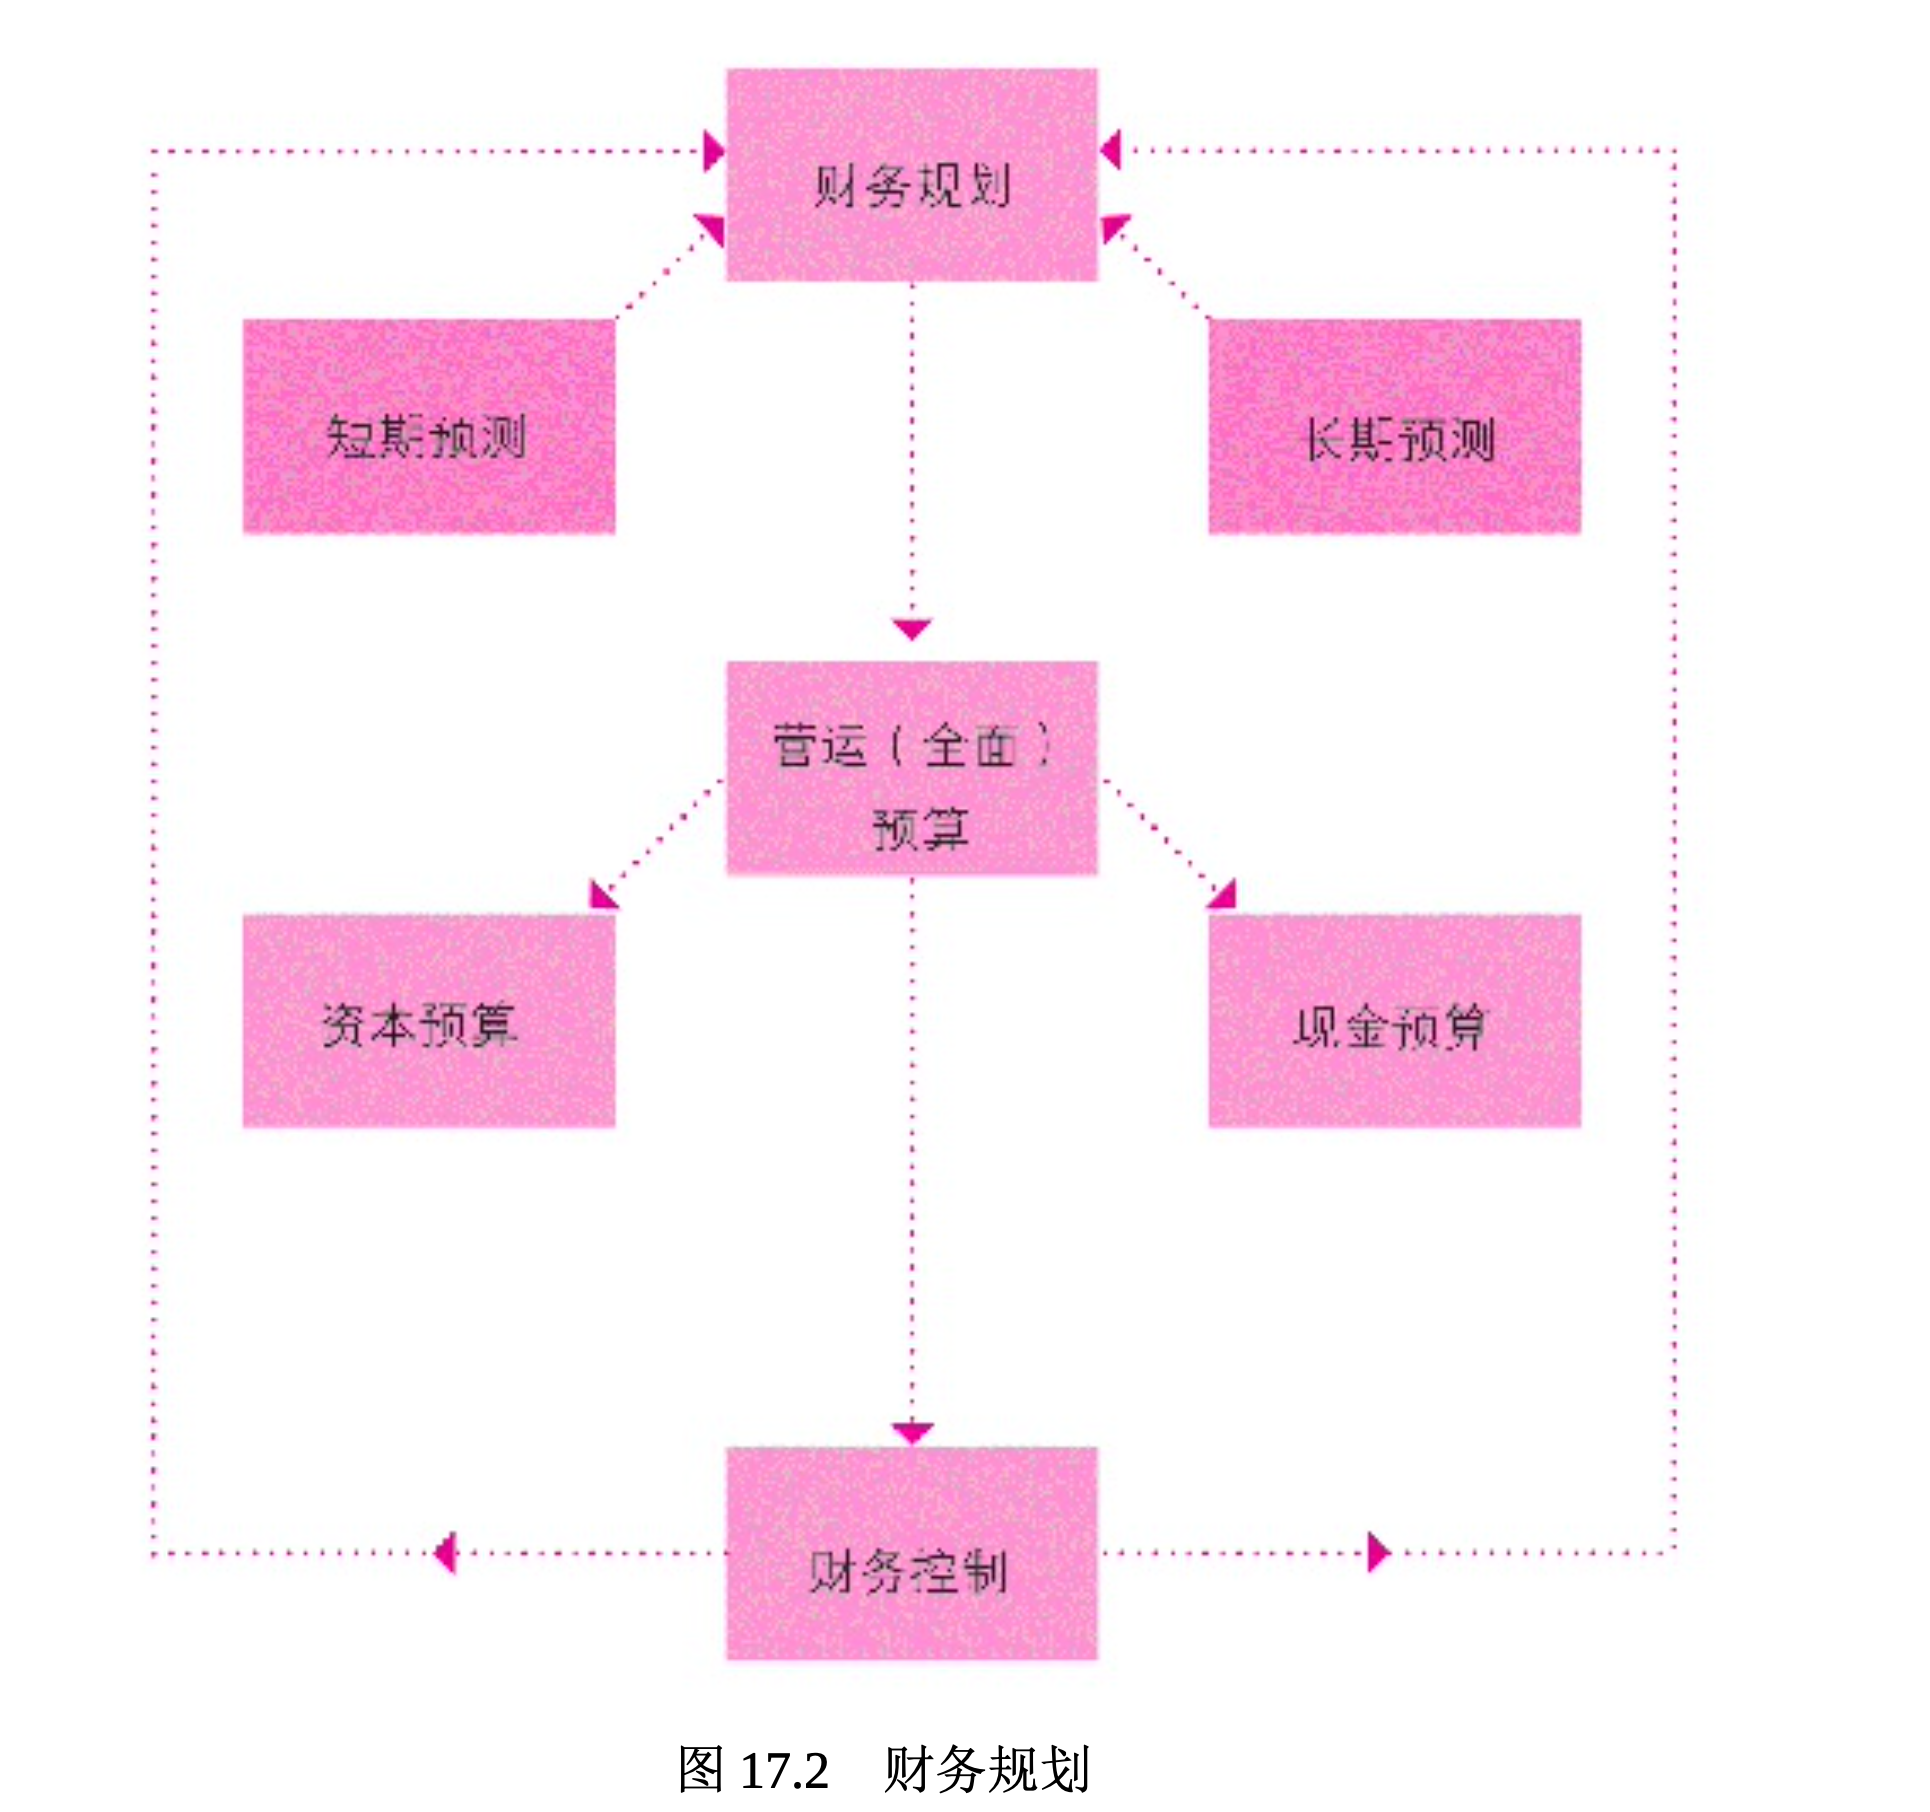 财务规划
短期预测
长期预测
营运（全面）
预算
资本预算
现金预算
财务控制
图 17.2　财务规划